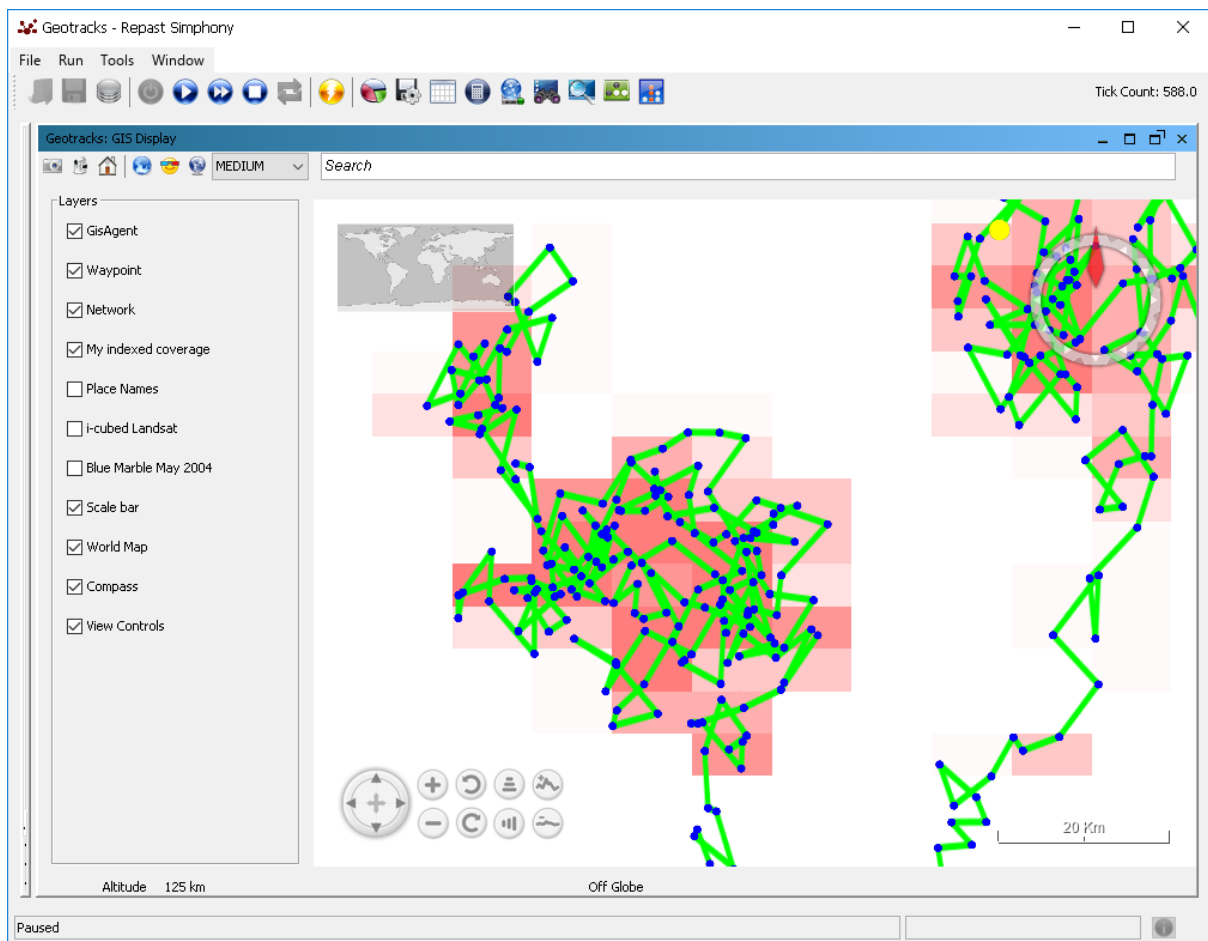 Geotracks - Repast Simphony
File Run Tools Window
Tick Count: 588.0
Geotracks: GIS Display
MEDIUM
Search
Layers
GisAgent
Waypoint
Network
My indexed coverage
Place Names
i-cubed Landsat
Blue Marble May 2004
Scale bar
World Map
Compass
View Controls
20 Km
Altitude 125 km
Off Globe
Paused